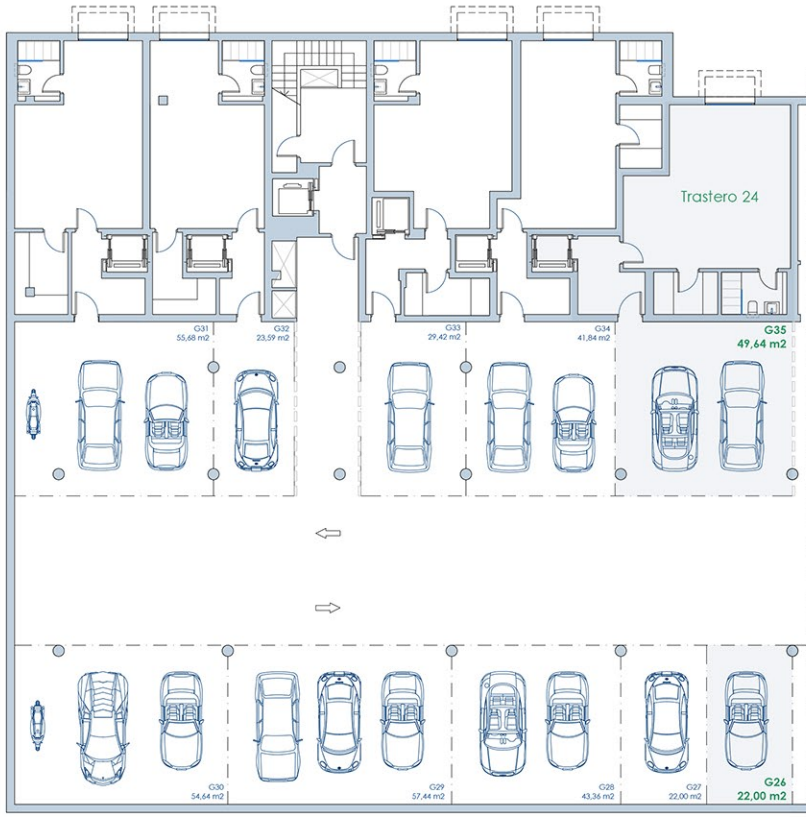 Trastero 24
G31
55,68 m2
G32
23,59 m2
G33
29,42 m2
G34
41,84 m2
G35
49,64 m2
G30
54,64 m2
G29
57,44 m2
G28
43,36 m2
G27
22,00 m2
G26
22,00 m2